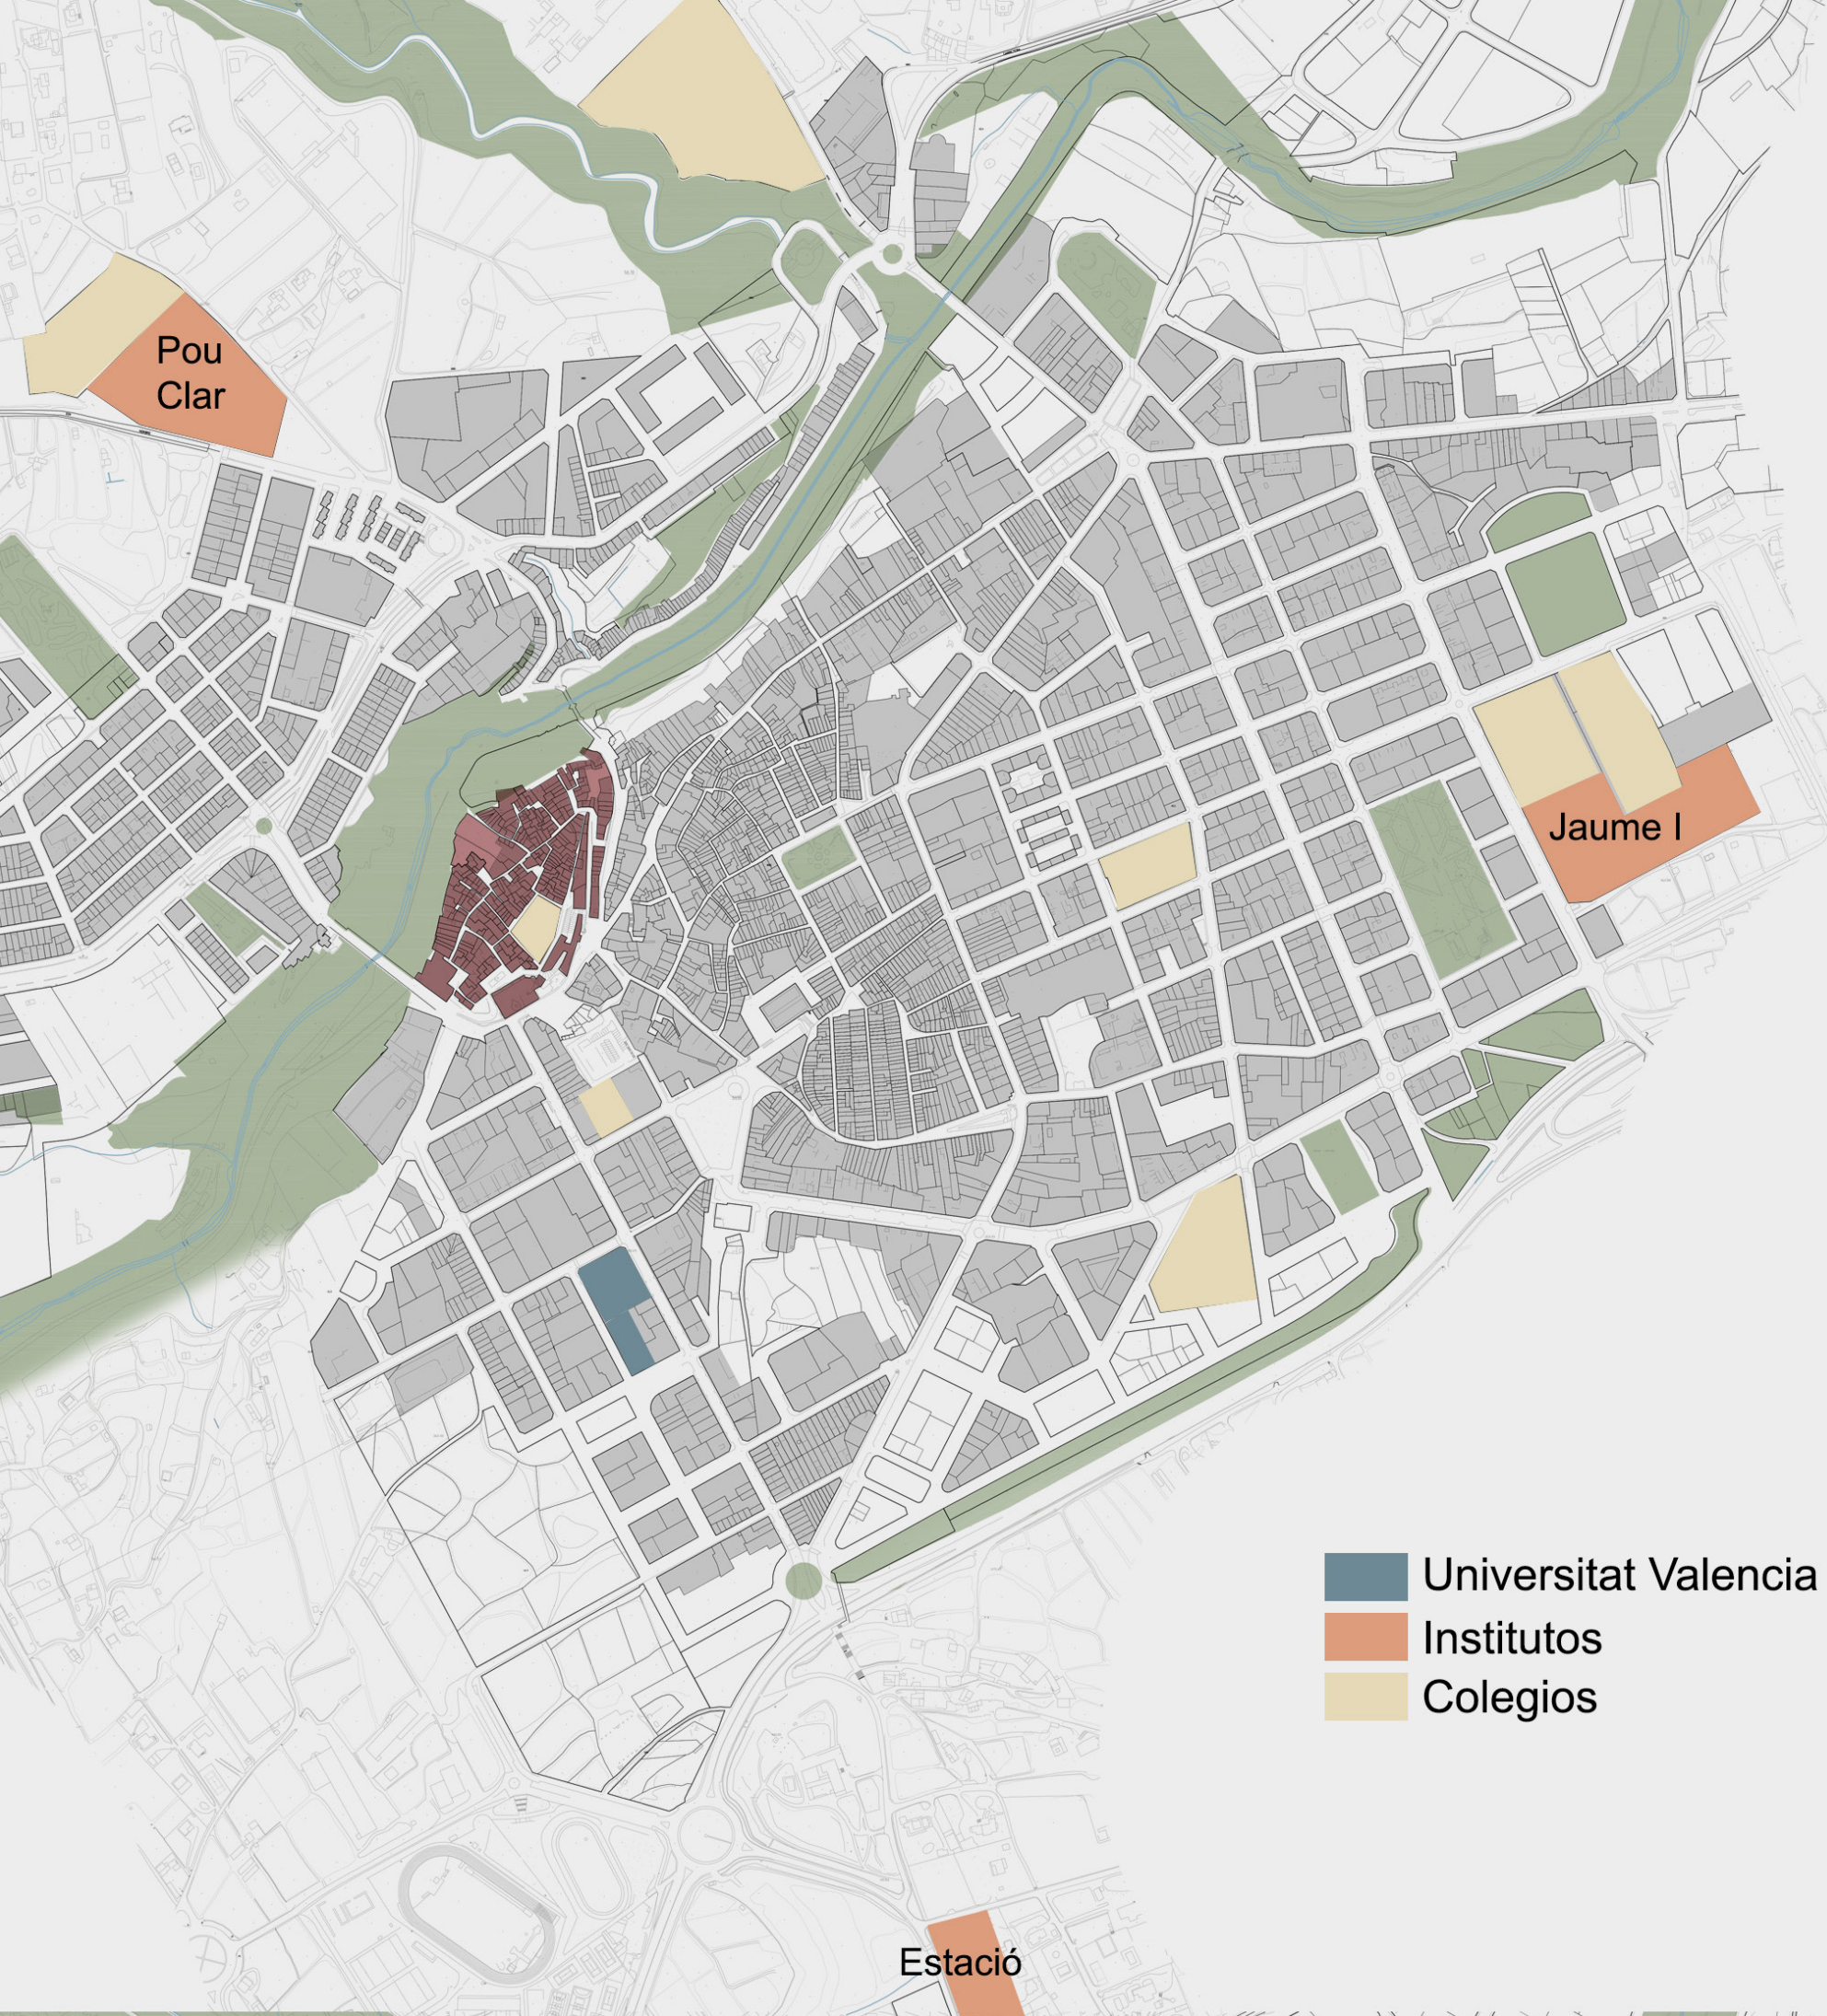 Pou
Clar
Jaume I
Universitat Valencia
Institutos
Colegios
Estació